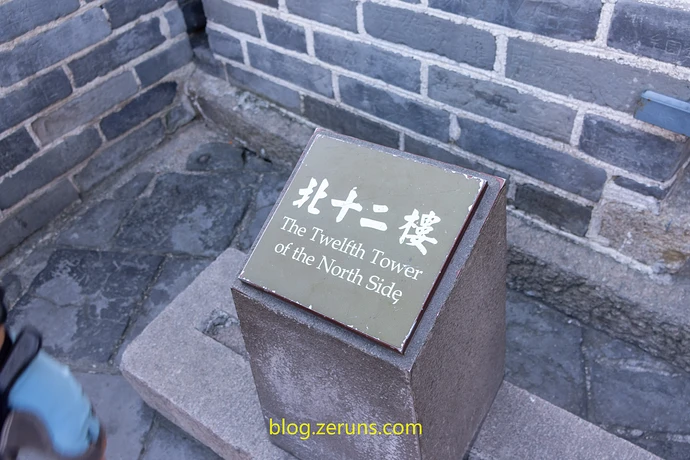 北十二樓
The Twelfth Tower
of the North Side
blog.zeruns.com